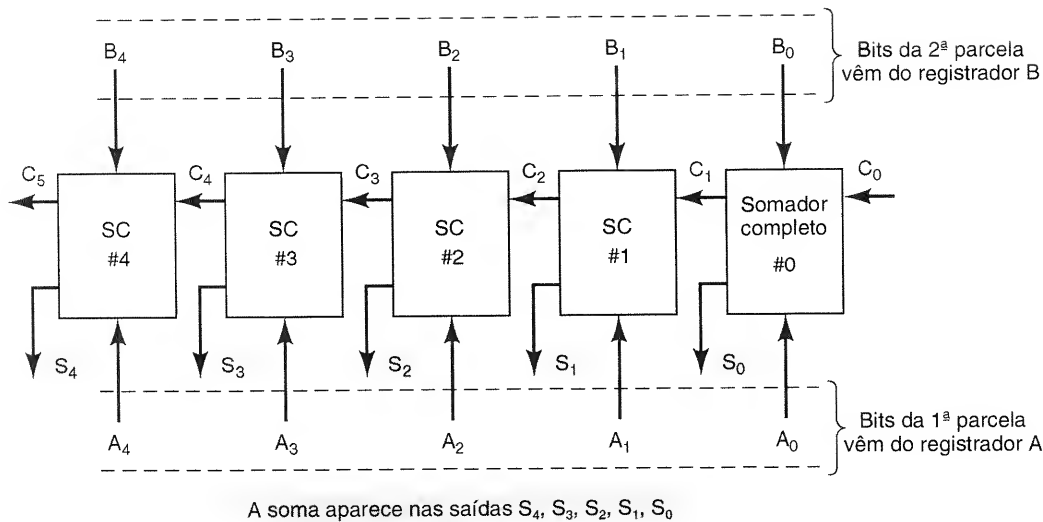 B₄ B₃ B₂ B₁ B₀
Bits da 2ª parcela
vêm do registrador B
C₅ C₄ C₃ C₂ C₁ C₀
SC
#4
SC
#3
SC
#2
SC
#1
Somador
completo
#0
S₄ S₃ S₂ S₁ S₀
A₄ A₃ A₂ A₁ A₀
Bits da 1ª parcela
vêm do registrador A
A soma aparece nas saídas S₄, S₃, S₂, S₁, S₀